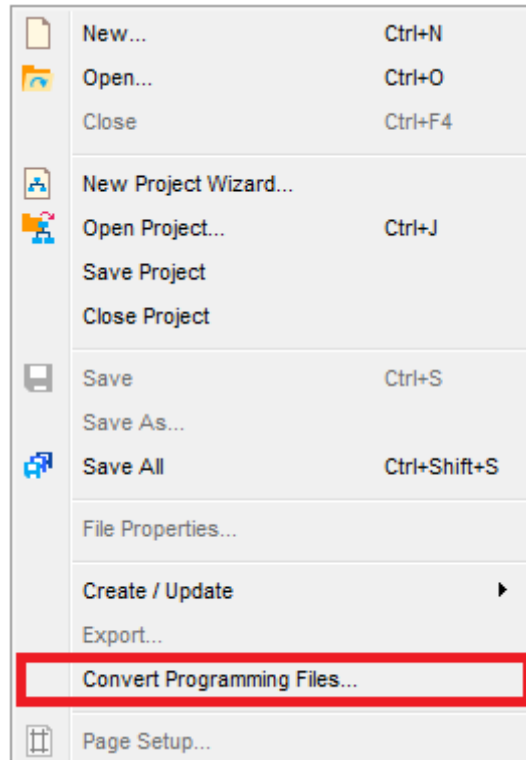 New... Ctrl+N
Open... Ctrl+O
Close Ctrl+F4
New Project Wizard...
Open Project... Ctrl+J
Save Project
Close Project
Save Ctrl+S
Save As...
Save All Ctrl+Shift+S
File Properties...
Create / Update
Export...
Convert Programming Files...
Page Setup...